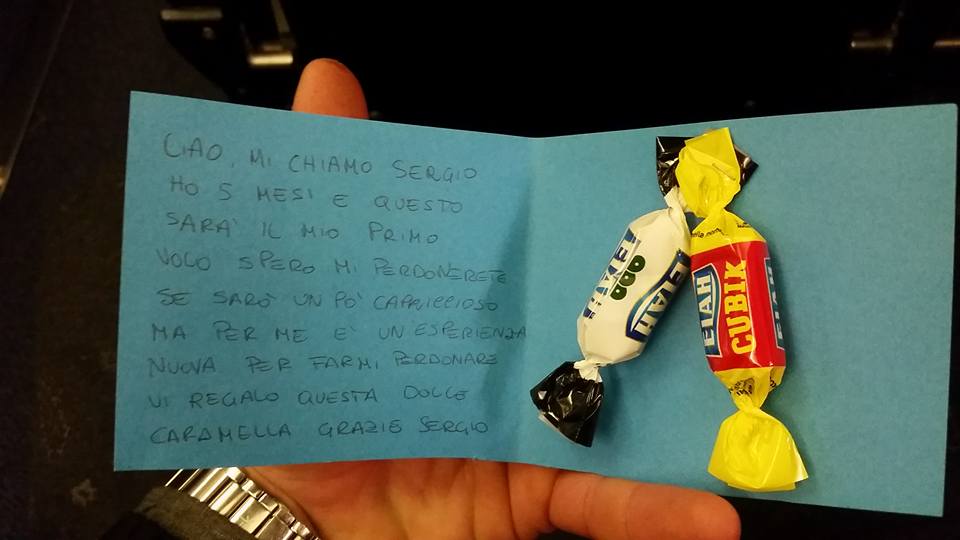 CIAO, MI CHIAMO SERGIO
HO 5 MESI E QUESTO
SARA' IL MIO PRIMO
VOLO SPERO MI PERDONERETE
SE SARÒ UN PO' CAPRICCIOSO
MA PER ME E' UN ESPERIENZA
NUOVA PER FARMI PERDONARE
VI REGALO QUESTA DOLCE
CARAMELLA GRAZIE SERGIO
ELAH
ELAH
ELAH
CUBIK
ELAH